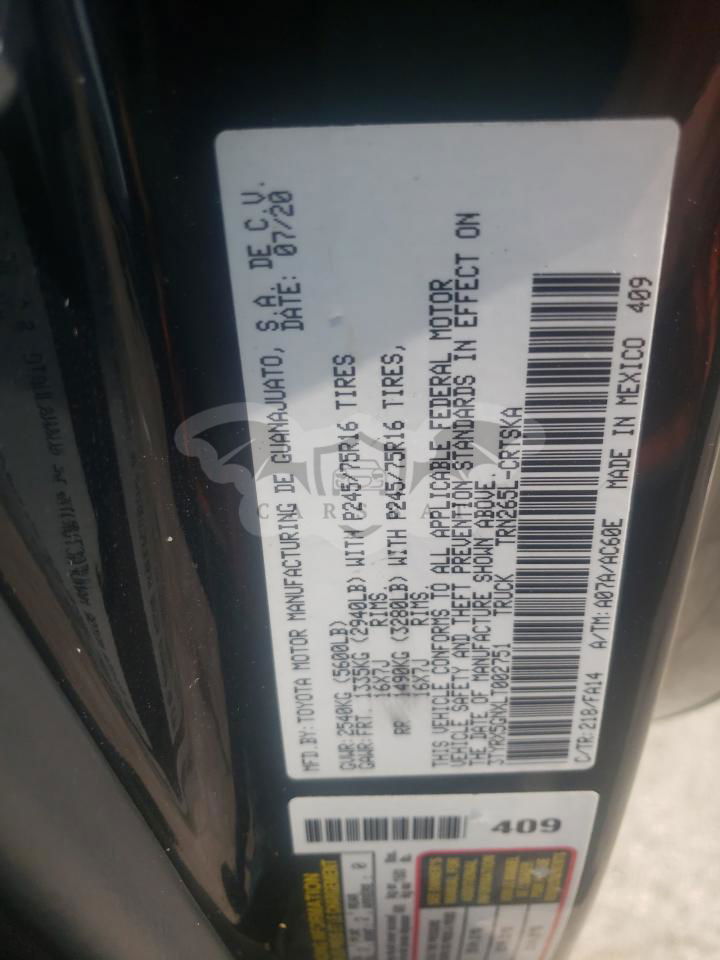 MFD.BY:TOYOTA MOTOR MANUFACTURING DE GUANAJUATO, S.A. DE C.V.
DATE: 07/20
GVWR:2540KG (5600LB)
GAWR:FRT. 1335KG (2940LB) WITH P245/75R16 TIRES
16X7J RIMS
RR. 1490KG (3280LB) WITH P245/75R16 TIRES,
16X7J RIMS,
THIS VEHICLE CONFORMS TO ALL APPLICABLE FEDERAL MOTOR
VEHICLE SAFETY AND THEFT PREVENTION STANDARDS IN EFFECT ON
THE DATE OF MANUFACTURE SHOWN ABOVE.
3TYRX5GNXLT002751 TRUCK TRN265L-CRTSKA
C/TR:218/FA14 A/TM:A07A/AC60E MADE IN MEXICO 409
409
INFORMATION